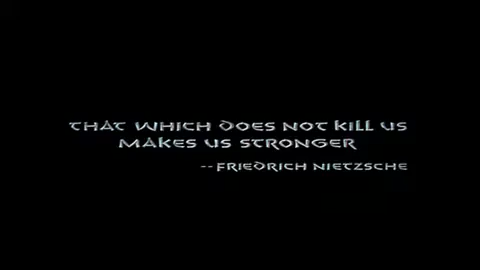 THAT WHICH DOES NOT KILL US
MAKES US STRONGER
-- FRIEDRICH NIETZSCHE